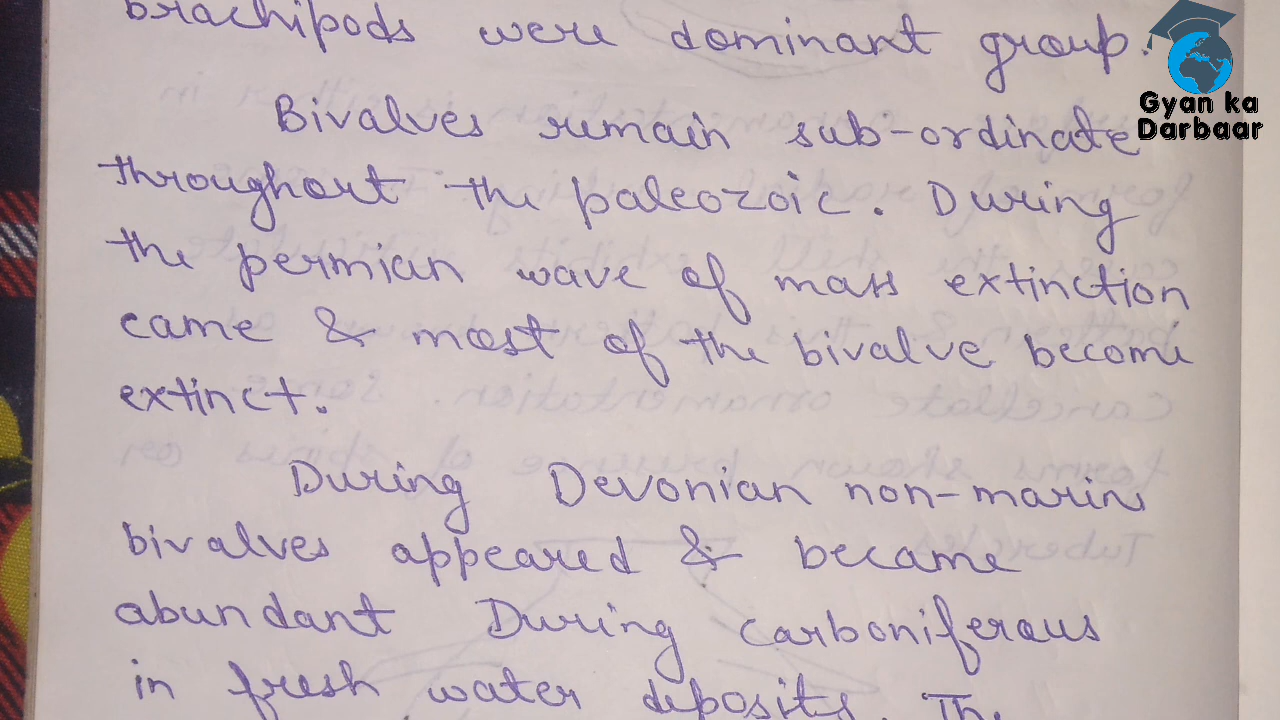 brachipods were dominant group.
Gyan ka
Darbaar
Bivalves remain sub-ordinate
throughout the paleozoic. During
the permian wave of mass extinction
came & most of the bivalve become
extinct.
During Devonian non-marine
bivalves appeared & became
abundant During carboniferous
in fresh water deposits. The